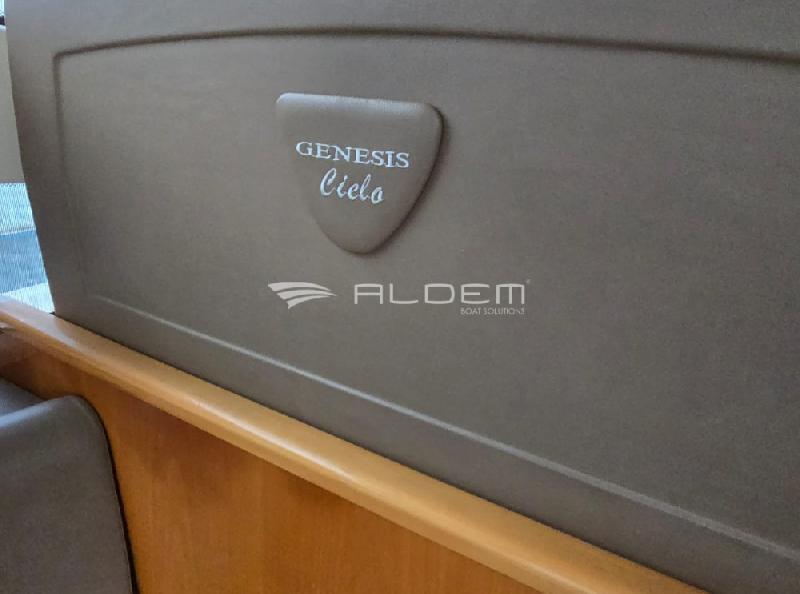 GENESIS
Cielo
ALDEM
BOAT SOLUTIONS